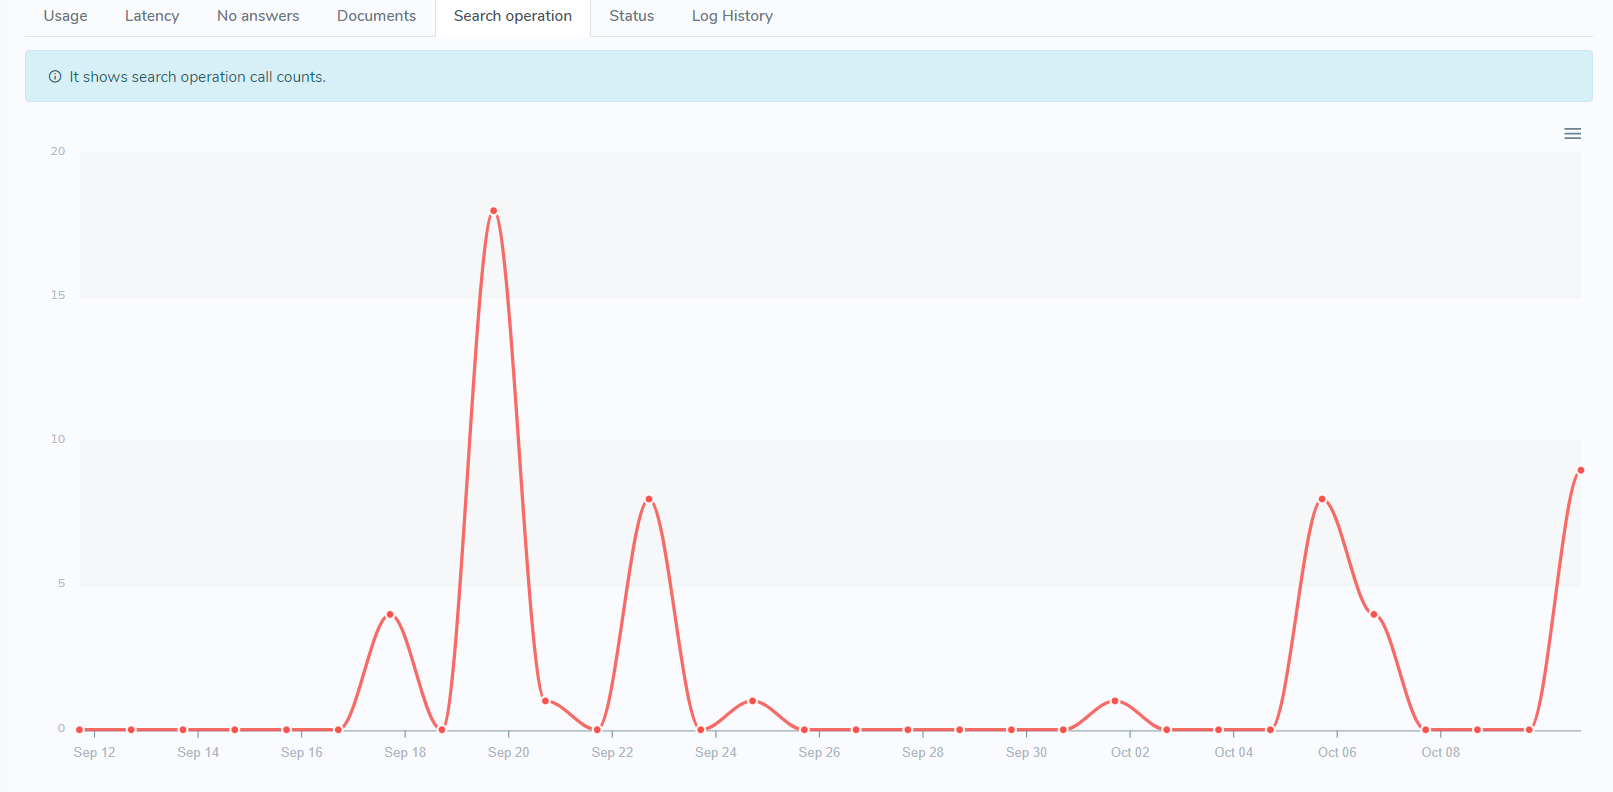 Usage Latency No answers Documents Search operation Status Log History
It shows search operation call counts.
20
15
10
5
0
Sep 12 Sep 14 Sep 16 Sep 18 Sep 20 Sep 22 Sep 24 Sep 26 Sep 28 Sep 30 Oct 02 Oct 04 Oct 06 Oct 08